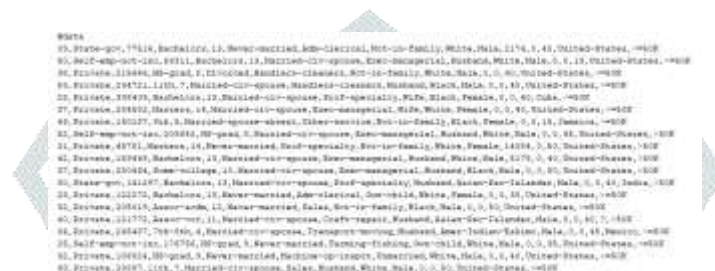 @data
39,State-gov,77516,Bachelors,13,Never-married,Adm-clerical,Not-in-family,White,Male,2174,0,40,United-States,<=50K
50,Self-emp-not-inc,83311,Bachelors,13,Married-civ-spouse,Exec-managerial,Husband,White,Male,0,0,13,United-States,<=50K
38,Private,215646,HS-grad,9,Divorced,Handlers-cleaners,Not-in-family,White,Male,0,0,40,United-States,<=50K
53,Private,234721,11th,7,Married-civ-spouse,Handlers-cleaners,Husband,Black,Male,0,0,40,United-States,<=50K
28,Private,338409,Bachelors,13,Married-civ-spouse,Prof-specialty,Wife,Black,Female,0,0,40,Cuba,<=50K
37,Private,284582,Masters,14,Married-civ-spouse,Exec-managerial,Wife,White,Female,0,0,40,United-States,<=50K
49,Private,160187,9th,5,Married-spouse-absent,Other-service,Not-in-family,Black,Female,0,0,16,Jamaica,<=50K
52,Self-emp-not-inc,209642,HS-grad,9,Married-civ-spouse,Exec-managerial,Husband,White,Male,0,0,45,United-States,>50K
31,Private,45781,Masters,14,Never-married,Prof-specialty,Not-in-family,White,Female,14084,0,50,United-States,>50K
42,Private,159449,Bachelors,13,Married-civ-spouse,Exec-managerial,Husband,White,Male,5178,0,40,United-States,>50K
37,Private,280464,Some-college,10,Married-civ-spouse,Exec-managerial,Husband,Black,Male,0,0,80,United-States,>50K
30,State-gov,141297,Bachelors,13,Married-civ-spouse,Prof-specialty,Husband,Asian-Pac-Islander,Male,0,0,40,India,>50K
23,Private,122272,Bachelors,13,Never-married,Adm-clerical,Own-child,White,Female,0,0,30,United-States,<=50K
32,Private,205019,Assoc-acdm,12,Never-married,Sales,Not-in-family,Black,Male,0,0,50,United-States,<=50K
40,Private,121772,Assoc-voc,11,Married-civ-spouse,Craft-repair,Husband,Asian-Pac-Islander,Male,0,0,40,?,>50K
34,Private,245487,7th-8th,4,Married-civ-spouse,Transport-moving,Husband,Amer-Indian-Eskimo,Male,0,0,45,Mexico,<=50K
25,Self-emp-not-inc,176756,HS-grad,9,Never-married,Farming-fishing,Own-child,White,Male,0,0,35,United-States,<=50K
32,Private,186824,HS-grad,9,Never-married,Machine-op-inspct,Unmarried,White,Male,0,0,40,United-States,<=50K
38,Private,28887,11th,7,Married-civ-spouse,Sales,Husband,White,Male,0,0,50,United-States,<=50K